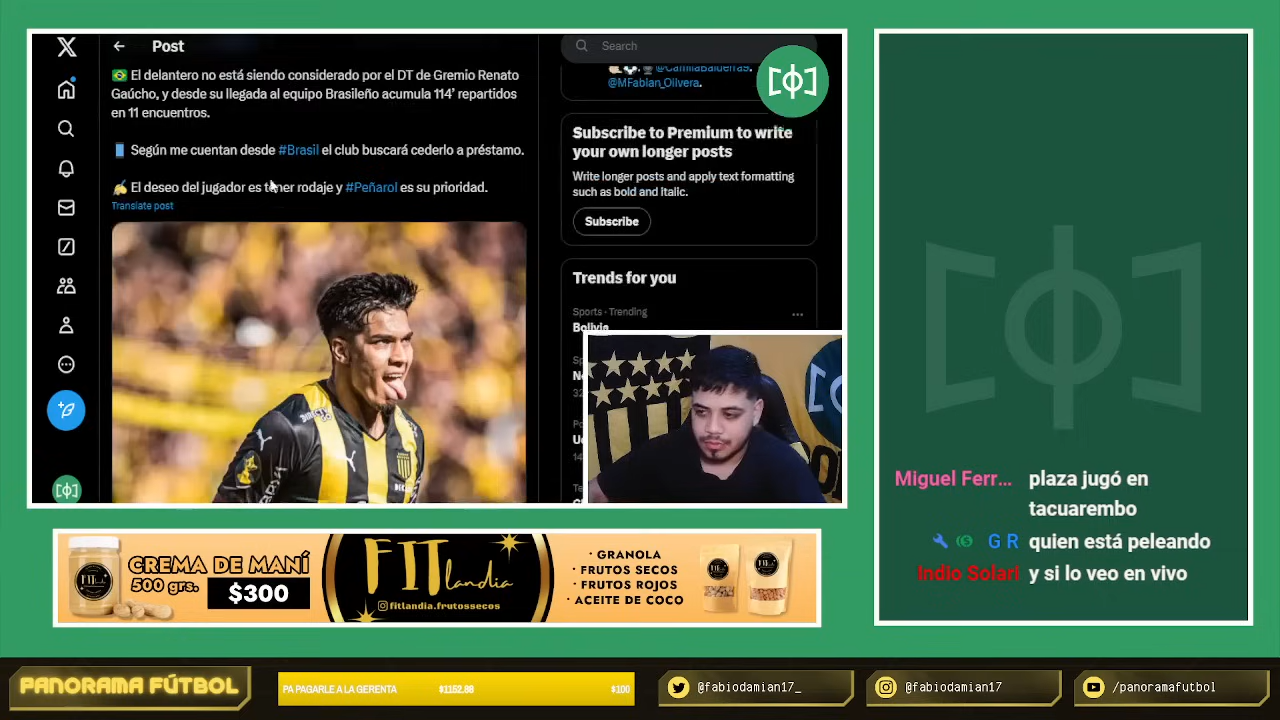 Post
🇧🇷 El delantero no está siendo considerado por el DT de Gremio Renato
Gaúcho, y desde su llegada al equipo Brasileño acumula 114' repartidos
en 11 encuentros.
Según me cuentan desde #Brasil el club buscará cederlo a préstamo.
✍️ El deseo del jugador es tener rodaje y #Peñarol es su prioridad.
Translate post
Search
@CamilaBalderra9.
@MFabian_Olivera.
Subscribe to Premium to write
your own longer posts
Write longer posts and apply text formatting
such as bold and italic.
Subscribe
Trends for you
Sports · Trending
Bolivia
Miguel Ferr... plaza jugó en
tacuarembo
G R quien está peleando
Indio Solari y si lo veo en vivo
CREMA DE MANÍ
500 grs.
$300
FIT
landia
fitlandia.frutossecos
· GRANOLA
· FRUTOS SECOS
· FRUTOS ROJOS
· ACEITE DE COCO
PANORAMA FÚTBOL
PA PAGARLE A LA GERENTA $1152.88 $100
@fabiodamian17_
@fabiodamian17
/panoramafutbol